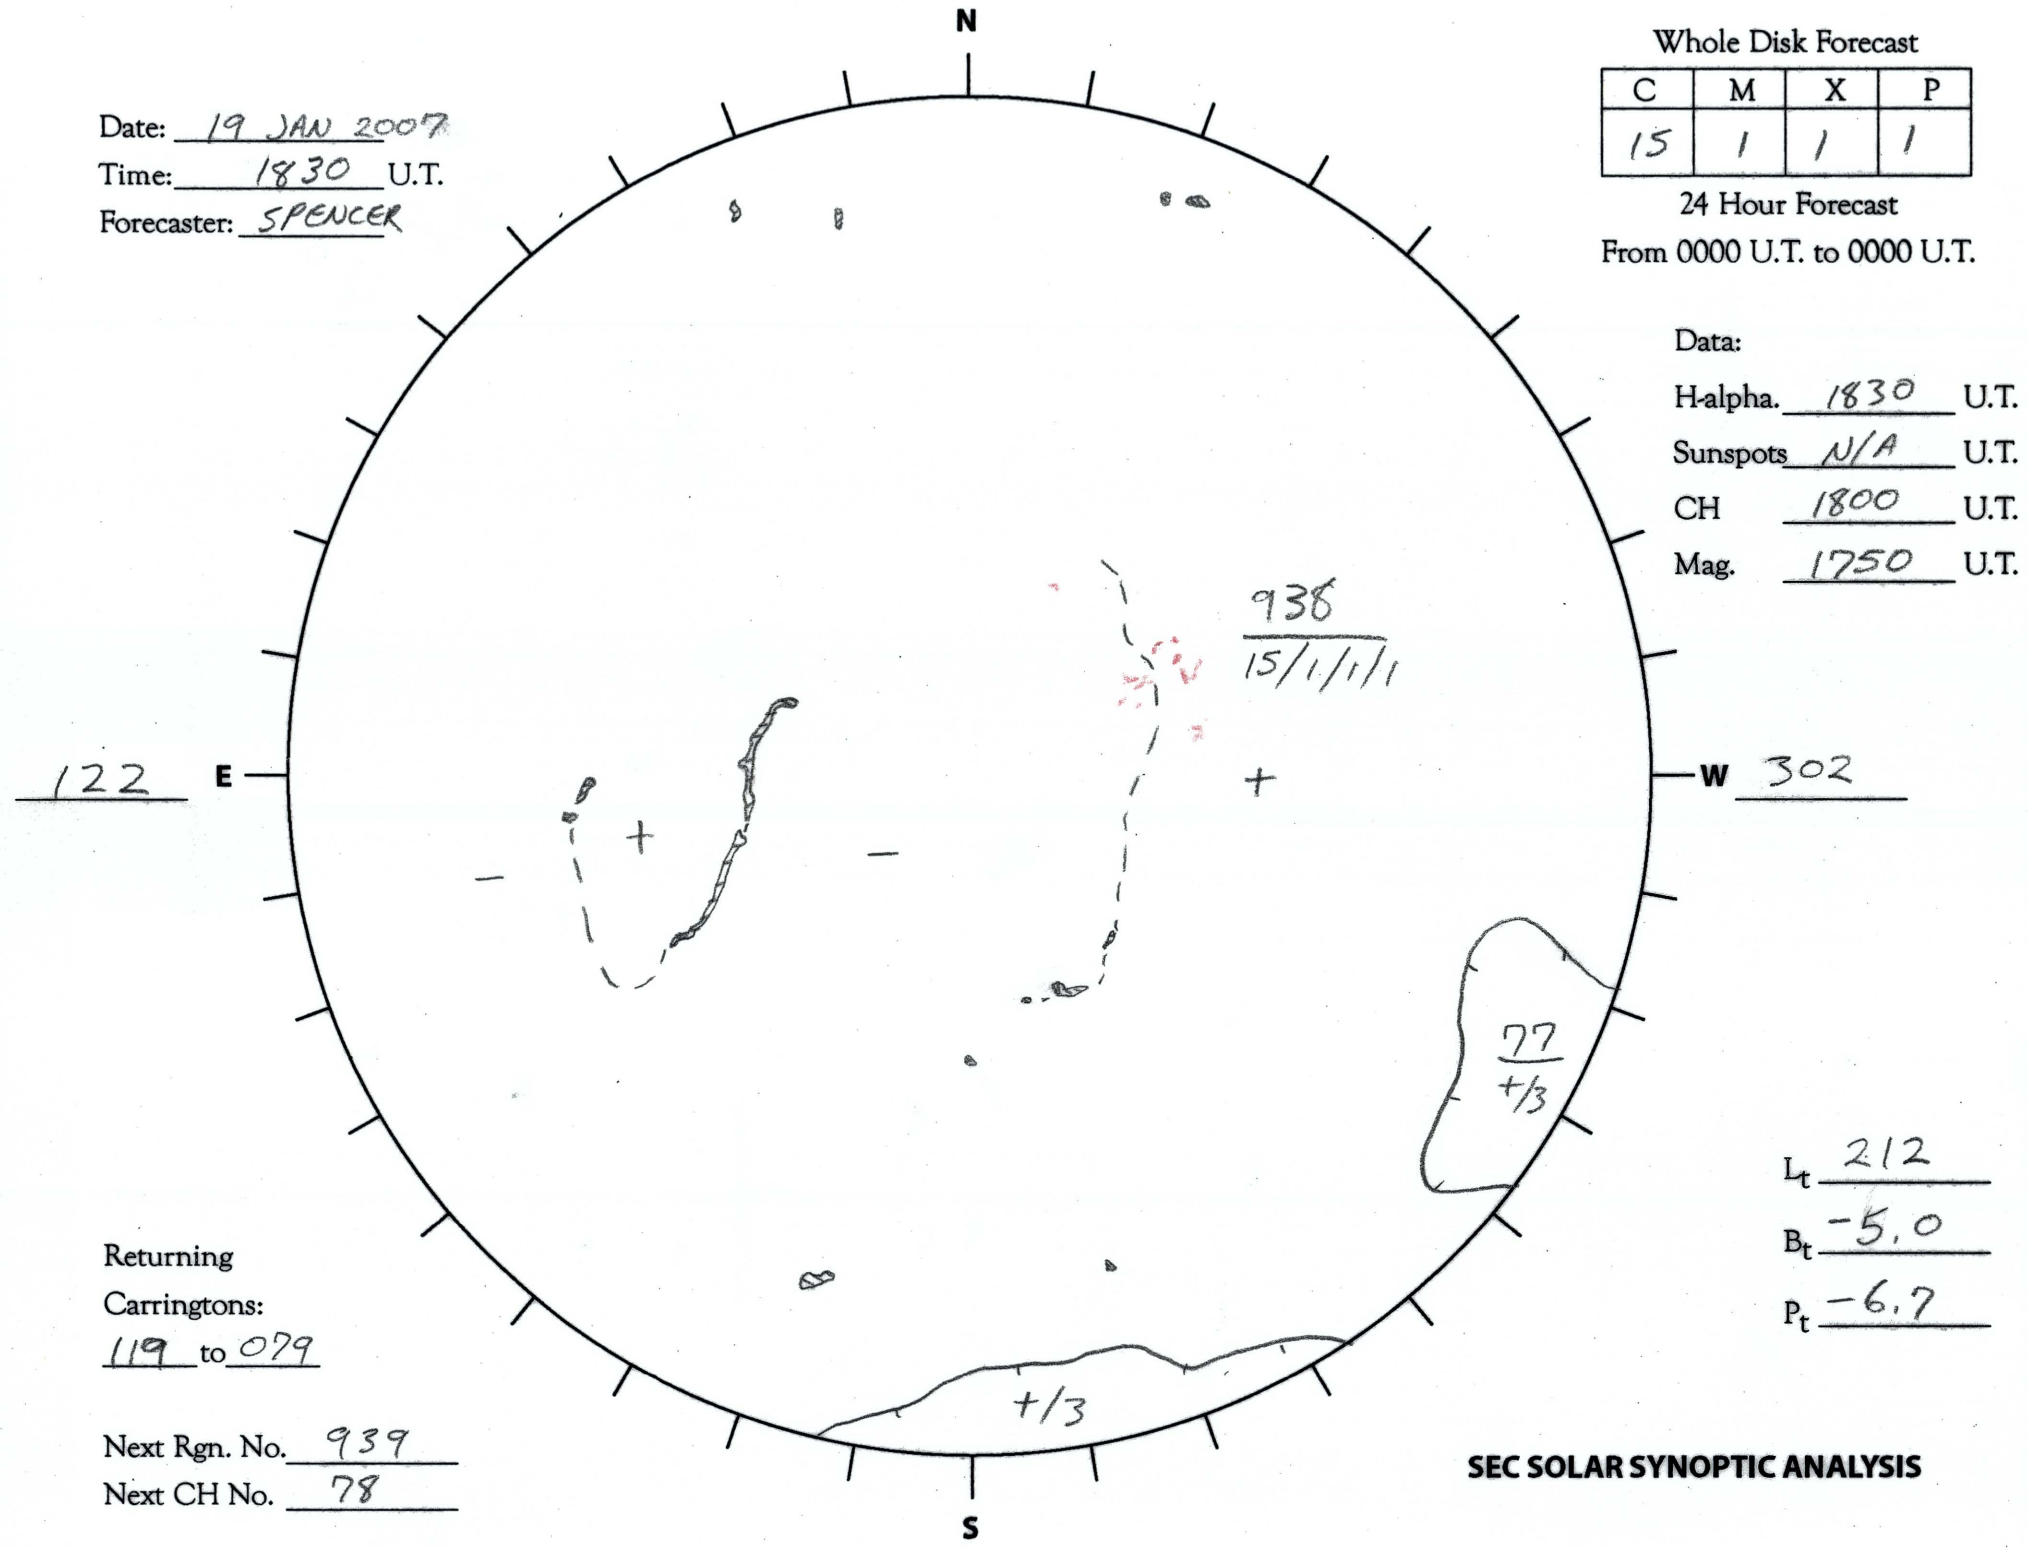 N
Date: 19 JAN 2007
Time: 1830 U.T.
Forecaster: SPENCER
Whole Disk Forecast
C M X P
15 1 1 1
24 Hour Forecast
From 0000 U.T. to 0000 U.T.
Data:
H-alpha. 1830 U.T.
Sunspots N/A U.T.
CH 1800 U.T.
Mag. 1750 U.T.
938
15/1/1/1
122 E
W 302
+
+
-
-
77
+/3
Lt 212
Bt -5.0
Pt -6.7
Returning
Carringtons:
119 to 079
+/3
Next Rgn. No. 939
Next CH No. 78
SEC SOLAR SYNOPTIC ANALYSIS
S